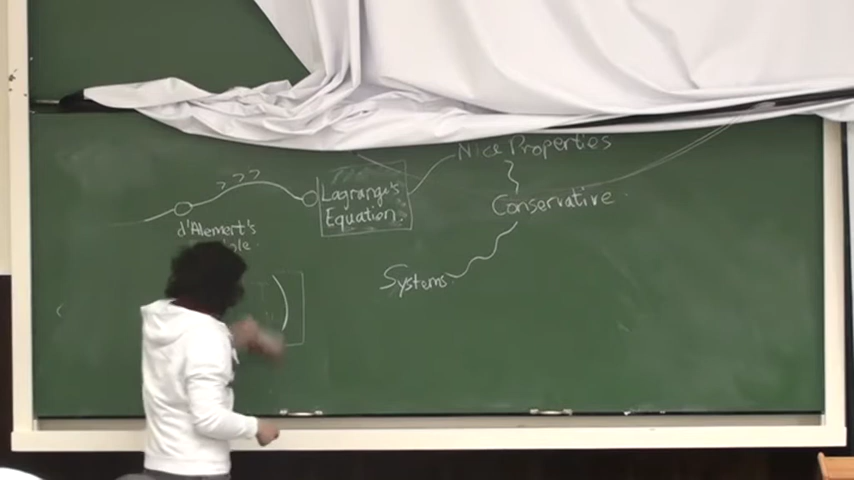 Nice Properties
> > >
Lagrange's
Equation.
Conservative.
d'Alemert's
Systems.